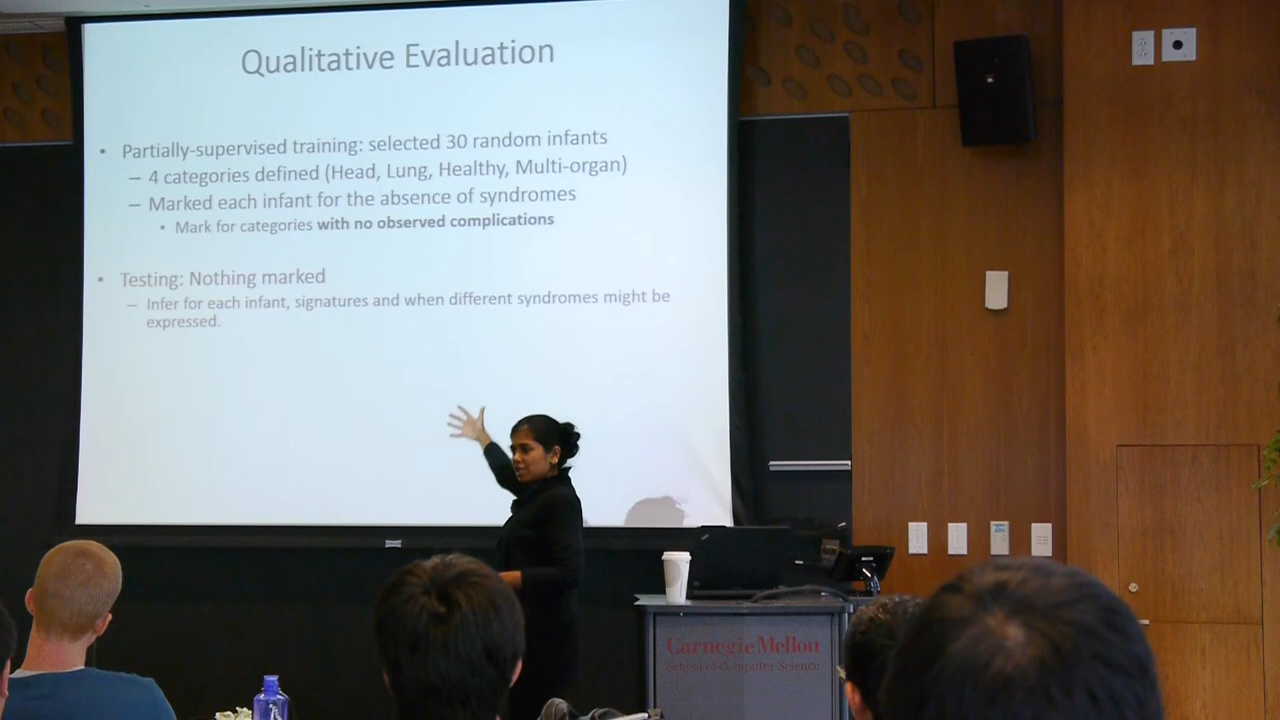 Qualitative Evaluation
• Partially-supervised training: selected 30 random infants
– 4 categories defined (Head, Lung, Healthy, Multi-organ)
– Marked each infant for the absence of syndromes
• Mark for categories with no observed complications
• Testing: Nothing marked
– Infer for each infant, signatures and when different syndromes might be
expressed.
Carnegie Mellon
School of Computer Science